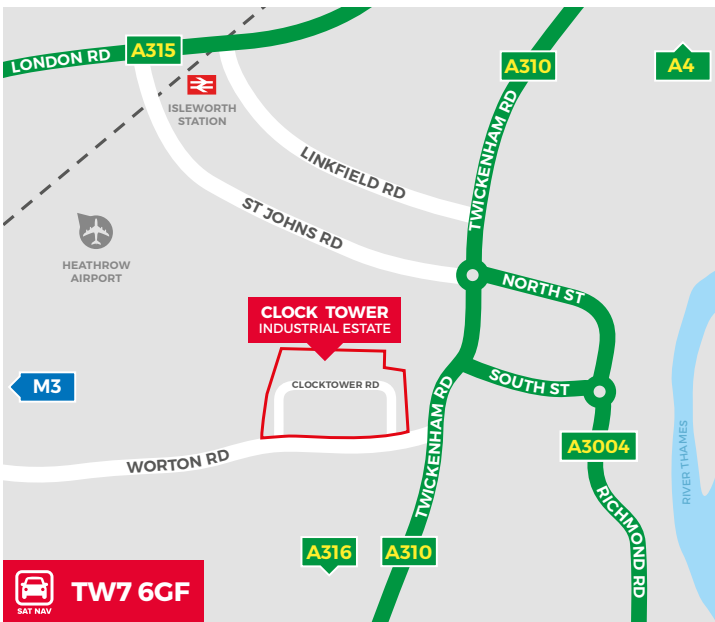 LONDON RD
A315
A310
A4
ISLEWORTH
STATION
LINKFIELD RD
TWICKENHAM RD
ST JOHNS RD
HEATHROW
AIRPORT
NORTH ST
CLOCK TOWER
INDUSTRIAL ESTATE
M3
CLOCKTOWER RD
SOUTH ST
TWICKENHAM RD
A3004
WORTON RD
RIVER THAMES
RICHMOND RD
A316
A310
SAT NAV
TW7 6GF